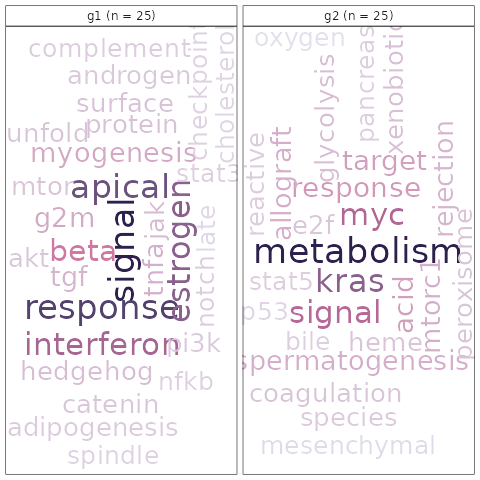 g1 (n = 25)
complement
checkpoint
cholesterol
androgen
surface
protein
unfold
myogenesis
stat3
mtor
apical
g2m
signal
estrogen
jak
tnfa
notch
late
beta
akt
tgf
response
interferon
pi3k
hedgehog
nfkb
catenin
adipogenesis
spindle
g2 (n = 25)
oxygen
pancreas
xenobiotic
glycolysis
reactive
allograft
target
rejection
response
myc
e2f
metabolism
peroxisome
stat5
kras
acid
mtorc1
p53
signal
bile
heme
spermatogenesis
coagulation
species
mesenchymal